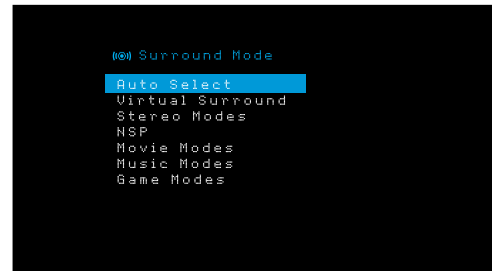 Surround Mode
Auto Select
Virtual Surround
Stereo Modes
NSP
Movie Modes
Music Modes
Game Modes